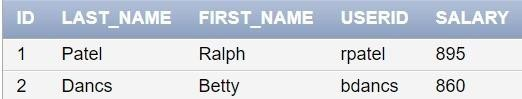 ID LAST_NAME FIRST_NAME USERID SALARY
1 Patel Ralph rpatel 895
2 Dancs Betty bdancs 860